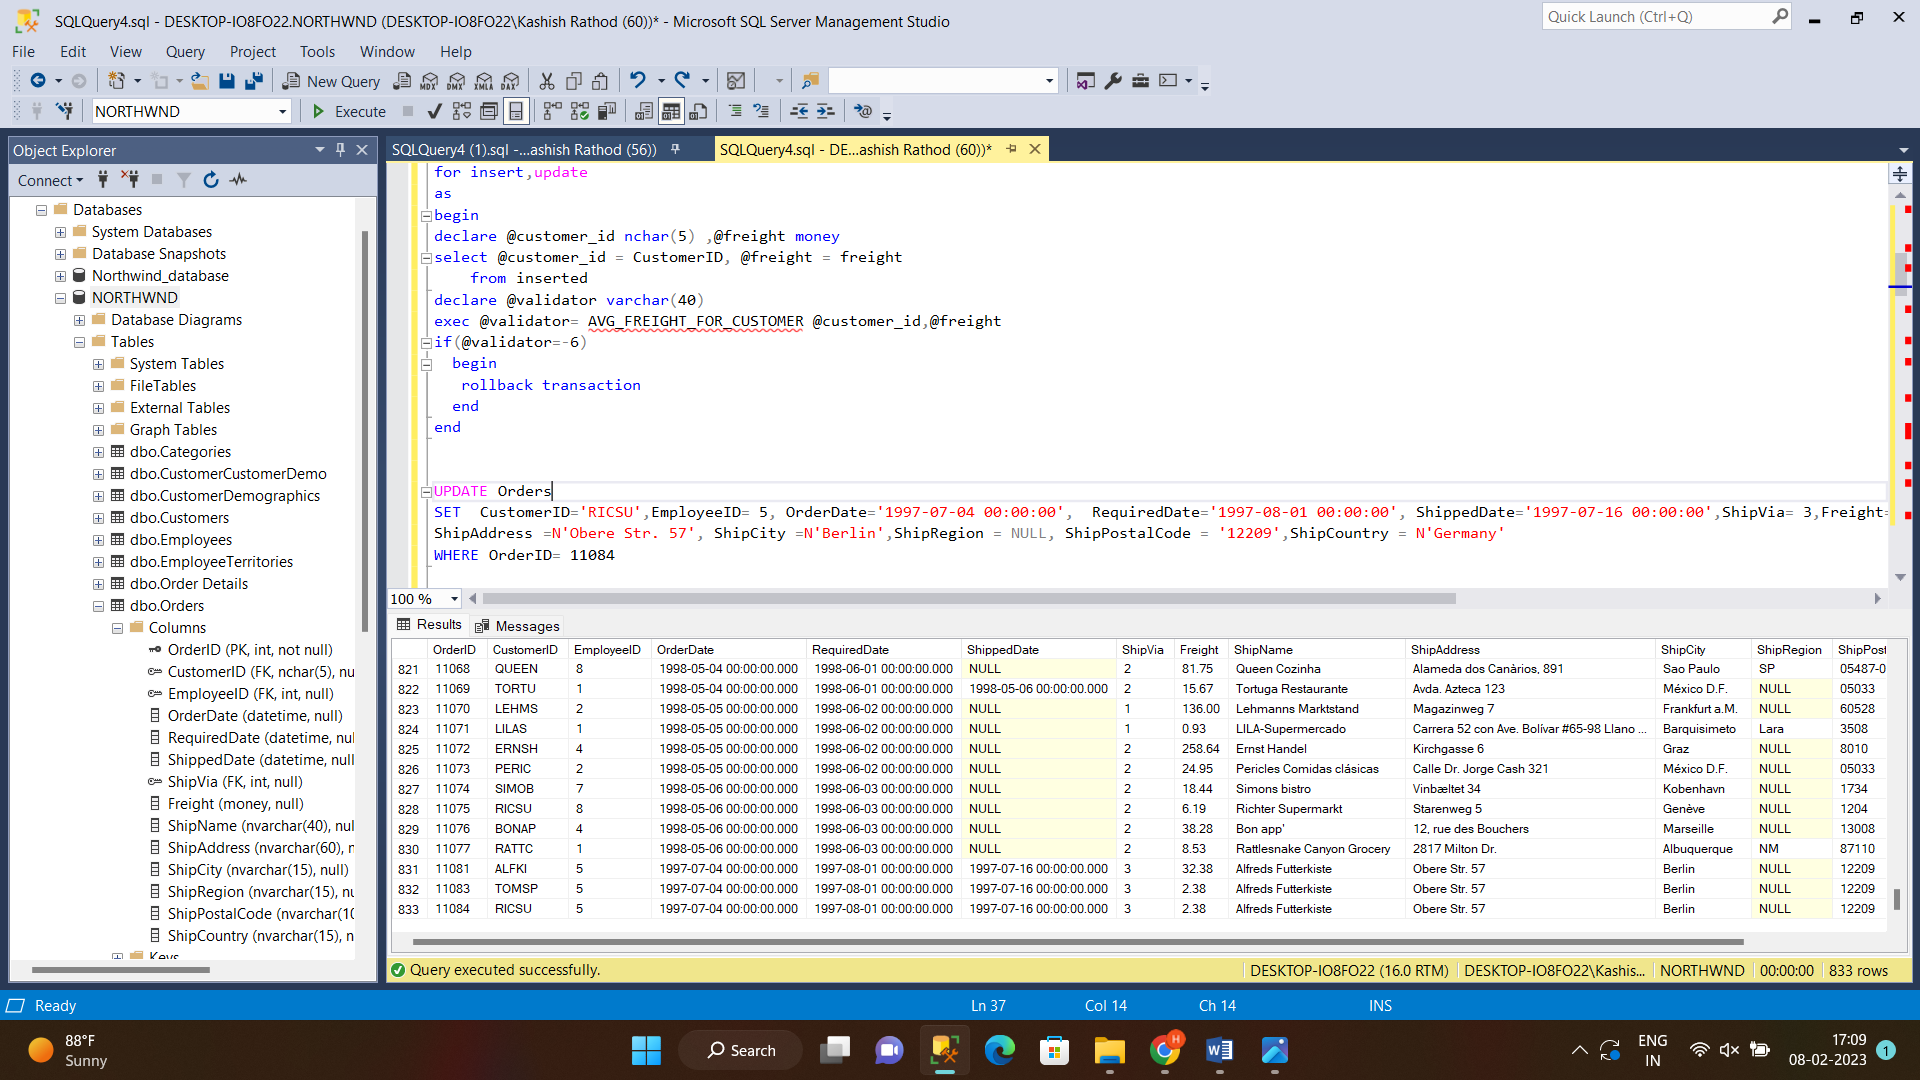 SQLQuery4.sql - DESKTOP-IO8FO22.NORTHWND (DESKTOP-IO8FO22\Kashish Rathod (60))* - Microsoft SQL Server Management Studio
Quick Launch (Ctrl+Q)
File Edit View Query Project Tools Window Help
New Query MDX DMX XMLA DAX
NORTHWND Execute
Object Explorer
SQLQuery4 (1).sql -...ashish Rathod (56))
SQLQuery4.sql - DE...ashish Rathod (60))*
Connect
Databases
System Databases
Database Snapshots
Northwind_database
NORTHWND
Database Diagrams
Tables
System Tables
FileTables
External Tables
Graph Tables
dbo.Categories
dbo.CustomerCustomerDemo
dbo.CustomerDemographics
dbo.Customers
dbo.Employees
dbo.EmployeeTerritories
dbo.Order Details
dbo.Orders
Columns
OrderID (PK, int, not null)
CustomerID (FK, nchar(5), nu
EmployeeID (FK, int, null)
OrderDate (datetime, null)
RequiredDate (datetime, nul
ShippedDate (datetime, null
ShipVia (FK, int, null)
Freight (money, null)
ShipName (nvarchar(40), nul
ShipAddress (nvarchar(60), n
ShipCity (nvarchar(15), null)
ShipRegion (nvarchar(15), nu
ShipPostalCode (nvarchar(10
ShipCountry (nvarchar(15), n
Keys
for insert,update
as
begin
declare @customer_id nchar(5) ,@freight money
select @customer_id = CustomerID, @freight = freight
from inserted
declare @validator varchar(40)
exec @validator= AVG_FREIGHT_FOR_CUSTOMER @customer_id,@freight
if(@validator=-6)
begin
rollback transaction
end
end
UPDATE Orders
SET CustomerID='RICSU',EmployeeID= 5, OrderDate='1997-07-04 00:00:00', RequiredDate='1997-08-01 00:00:00', ShippedDate='1997-07-16 00:00:00',ShipVia= 3,Freight=
ShipAddress =N'Obere Str. 57', ShipCity =N'Berlin',ShipRegion = NULL, ShipPostalCode = '12209',ShipCountry = N'Germany'
WHERE OrderID= 11084
100 %
Results Messages
OrderID CustomerID EmployeeID OrderDate RequiredDate ShippedDate ShipVia Freight ShipName ShipAddress ShipCity ShipRegion ShipPost
821 11068 QUEEN 8 1998-05-04 00:00:00.000 1998-06-01 00:00:00.000 NULL 2 81.75 Queen Cozinha Alameda dos Canàrios, 891 Sao Paulo SP 05487-0
822 11069 TORTU 1 1998-05-04 00:00:00.000 1998-06-01 00:00:00.000 1998-05-06 00:00:00.000 2 15.67 Tortuga Restaurante Avda. Azteca 123 México D.F. NULL 05033
823 11070 LEHMS 2 1998-05-05 00:00:00.000 1998-06-02 00:00:00.000 NULL 1 136.00 Lehmanns Marktstand Magazinweg 7 Frankfurt a.M. NULL 60528
824 11071 LILAS 1 1998-05-05 00:00:00.000 1998-06-02 00:00:00.000 NULL 1 0.93 LILA-Supermercado Carrera 52 con Ave. Bolívar #65-98 Llano ... Barquisimeto Lara 3508
825 11072 ERNSH 4 1998-05-05 00:00:00.000 1998-06-02 00:00:00.000 NULL 2 258.64 Ernst Handel Kirchgasse 6 Graz NULL 8010
826 11073 PERIC 2 1998-05-05 00:00:00.000 1998-06-02 00:00:00.000 NULL 2 24.95 Pericles Comidas clásicas Calle Dr. Jorge Cash 321 México D.F. NULL 05033
827 11074 SIMOB 7 1998-05-06 00:00:00.000 1998-06-03 00:00:00.000 NULL 2 18.44 Simons bistro Vinbæltet 34 Kobenhavn NULL 1734
828 11075 RICSU 8 1998-05-06 00:00:00.000 1998-06-03 00:00:00.000 NULL 2 6.19 Richter Supermarkt Starenweg 5 Genève NULL 1204
829 11076 BONAP 4 1998-05-06 00:00:00.000 1998-06-03 00:00:00.000 NULL 2 38.28 Bon app' 12, rue des Bouchers Marseille NULL 13008
830 11077 RATTC 1 1998-05-06 00:00:00.000 1998-06-03 00:00:00.000 NULL 2 8.53 Rattlesnake Canyon Grocery 2817 Milton Dr. Albuquerque NM 87110
831 11081 ALFKI 5 1997-07-04 00:00:00.000 1997-08-01 00:00:00.000 1997-07-16 00:00:00.000 3 32.38 Alfreds Futterkiste Obere Str. 57 Berlin NULL 12209
832 11083 TOMSP 5 1997-07-04 00:00:00.000 1997-08-01 00:00:00.000 1997-07-16 00:00:00.000 3 2.38 Alfreds Futterkiste Obere Str. 57 Berlin NULL 12209
833 11084 RICSU 5 1997-07-04 00:00:00.000 1997-08-01 00:00:00.000 1997-07-16 00:00:00.000 3 2.38 Alfreds Futterkiste Obere Str. 57 Berlin NULL 12209
Query executed successfully. DESKTOP-IO8FO22 (16.0 RTM) DESKTOP-IO8FO22\Kashis... NORTHWND 00:00:00 833 rows
Ready Ln 37 Col 14 Ch 14 INS
88°F
Sunny
Search
H
ENG
IN
17:09
08-02-2023
1